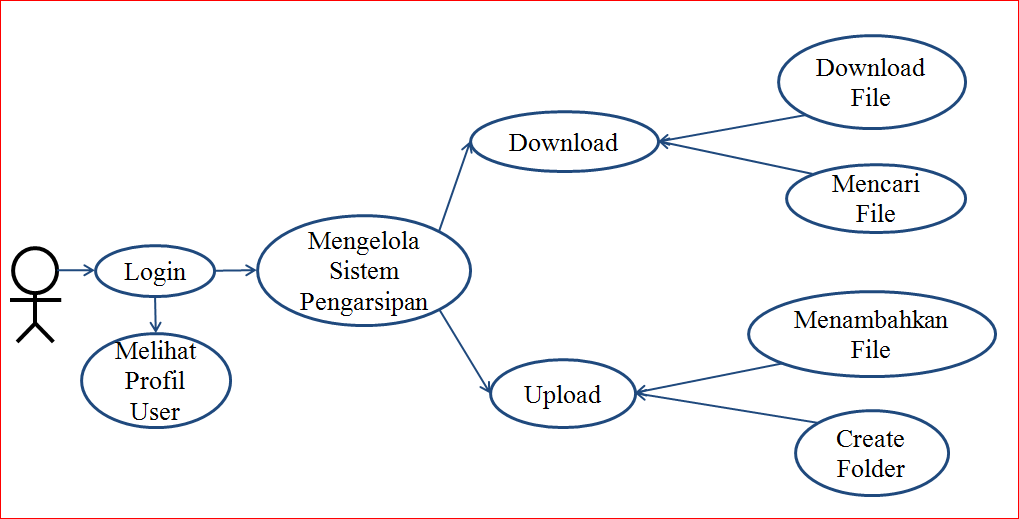 Login
Melihat
Profil
User
Mengelola
Sistem
Pengarsipan
Download
Download
File
Mencari
File
Upload
Menambahkan
File
Create
Folder